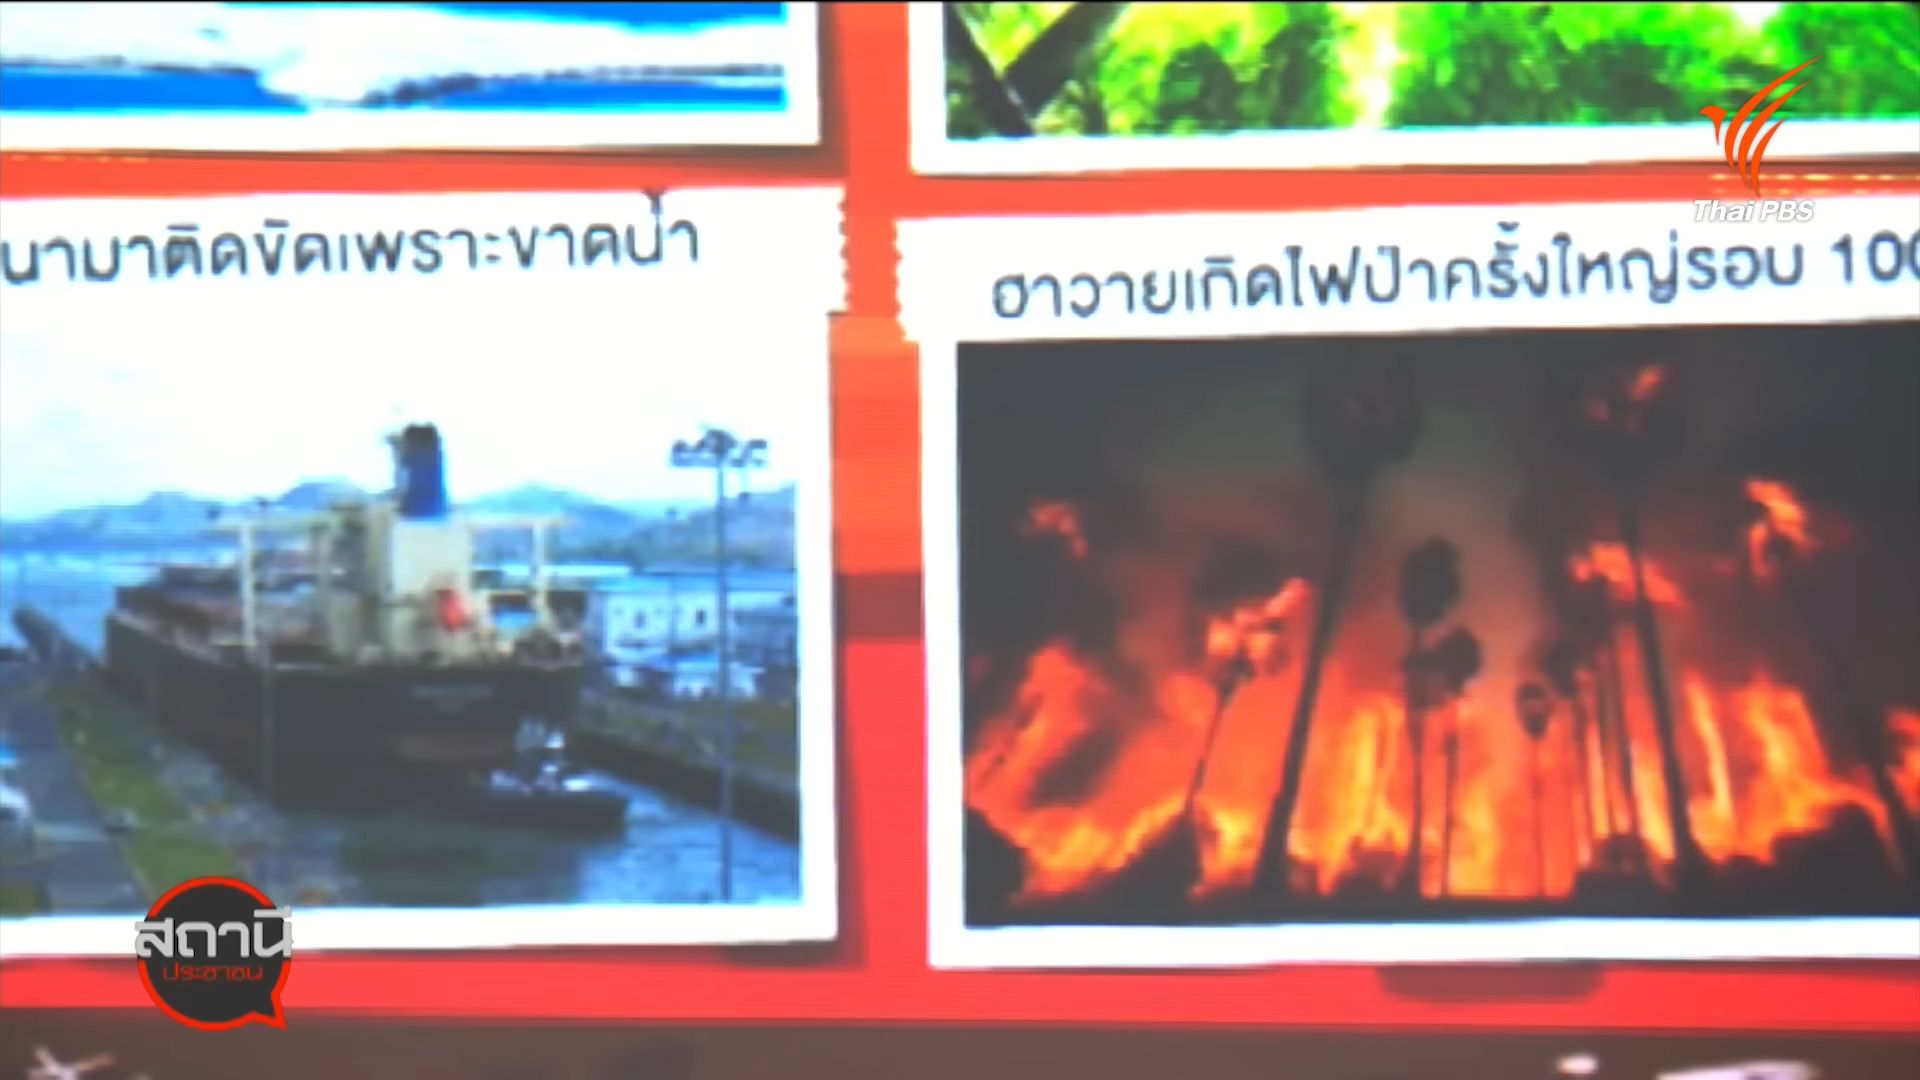 Thai PBS
นามาติดขัดเพราะขาดน้ำ
ฮาวายเกิดไฟป่าครั้งใหญ่รอบ 100
สถานี
ประชาชน